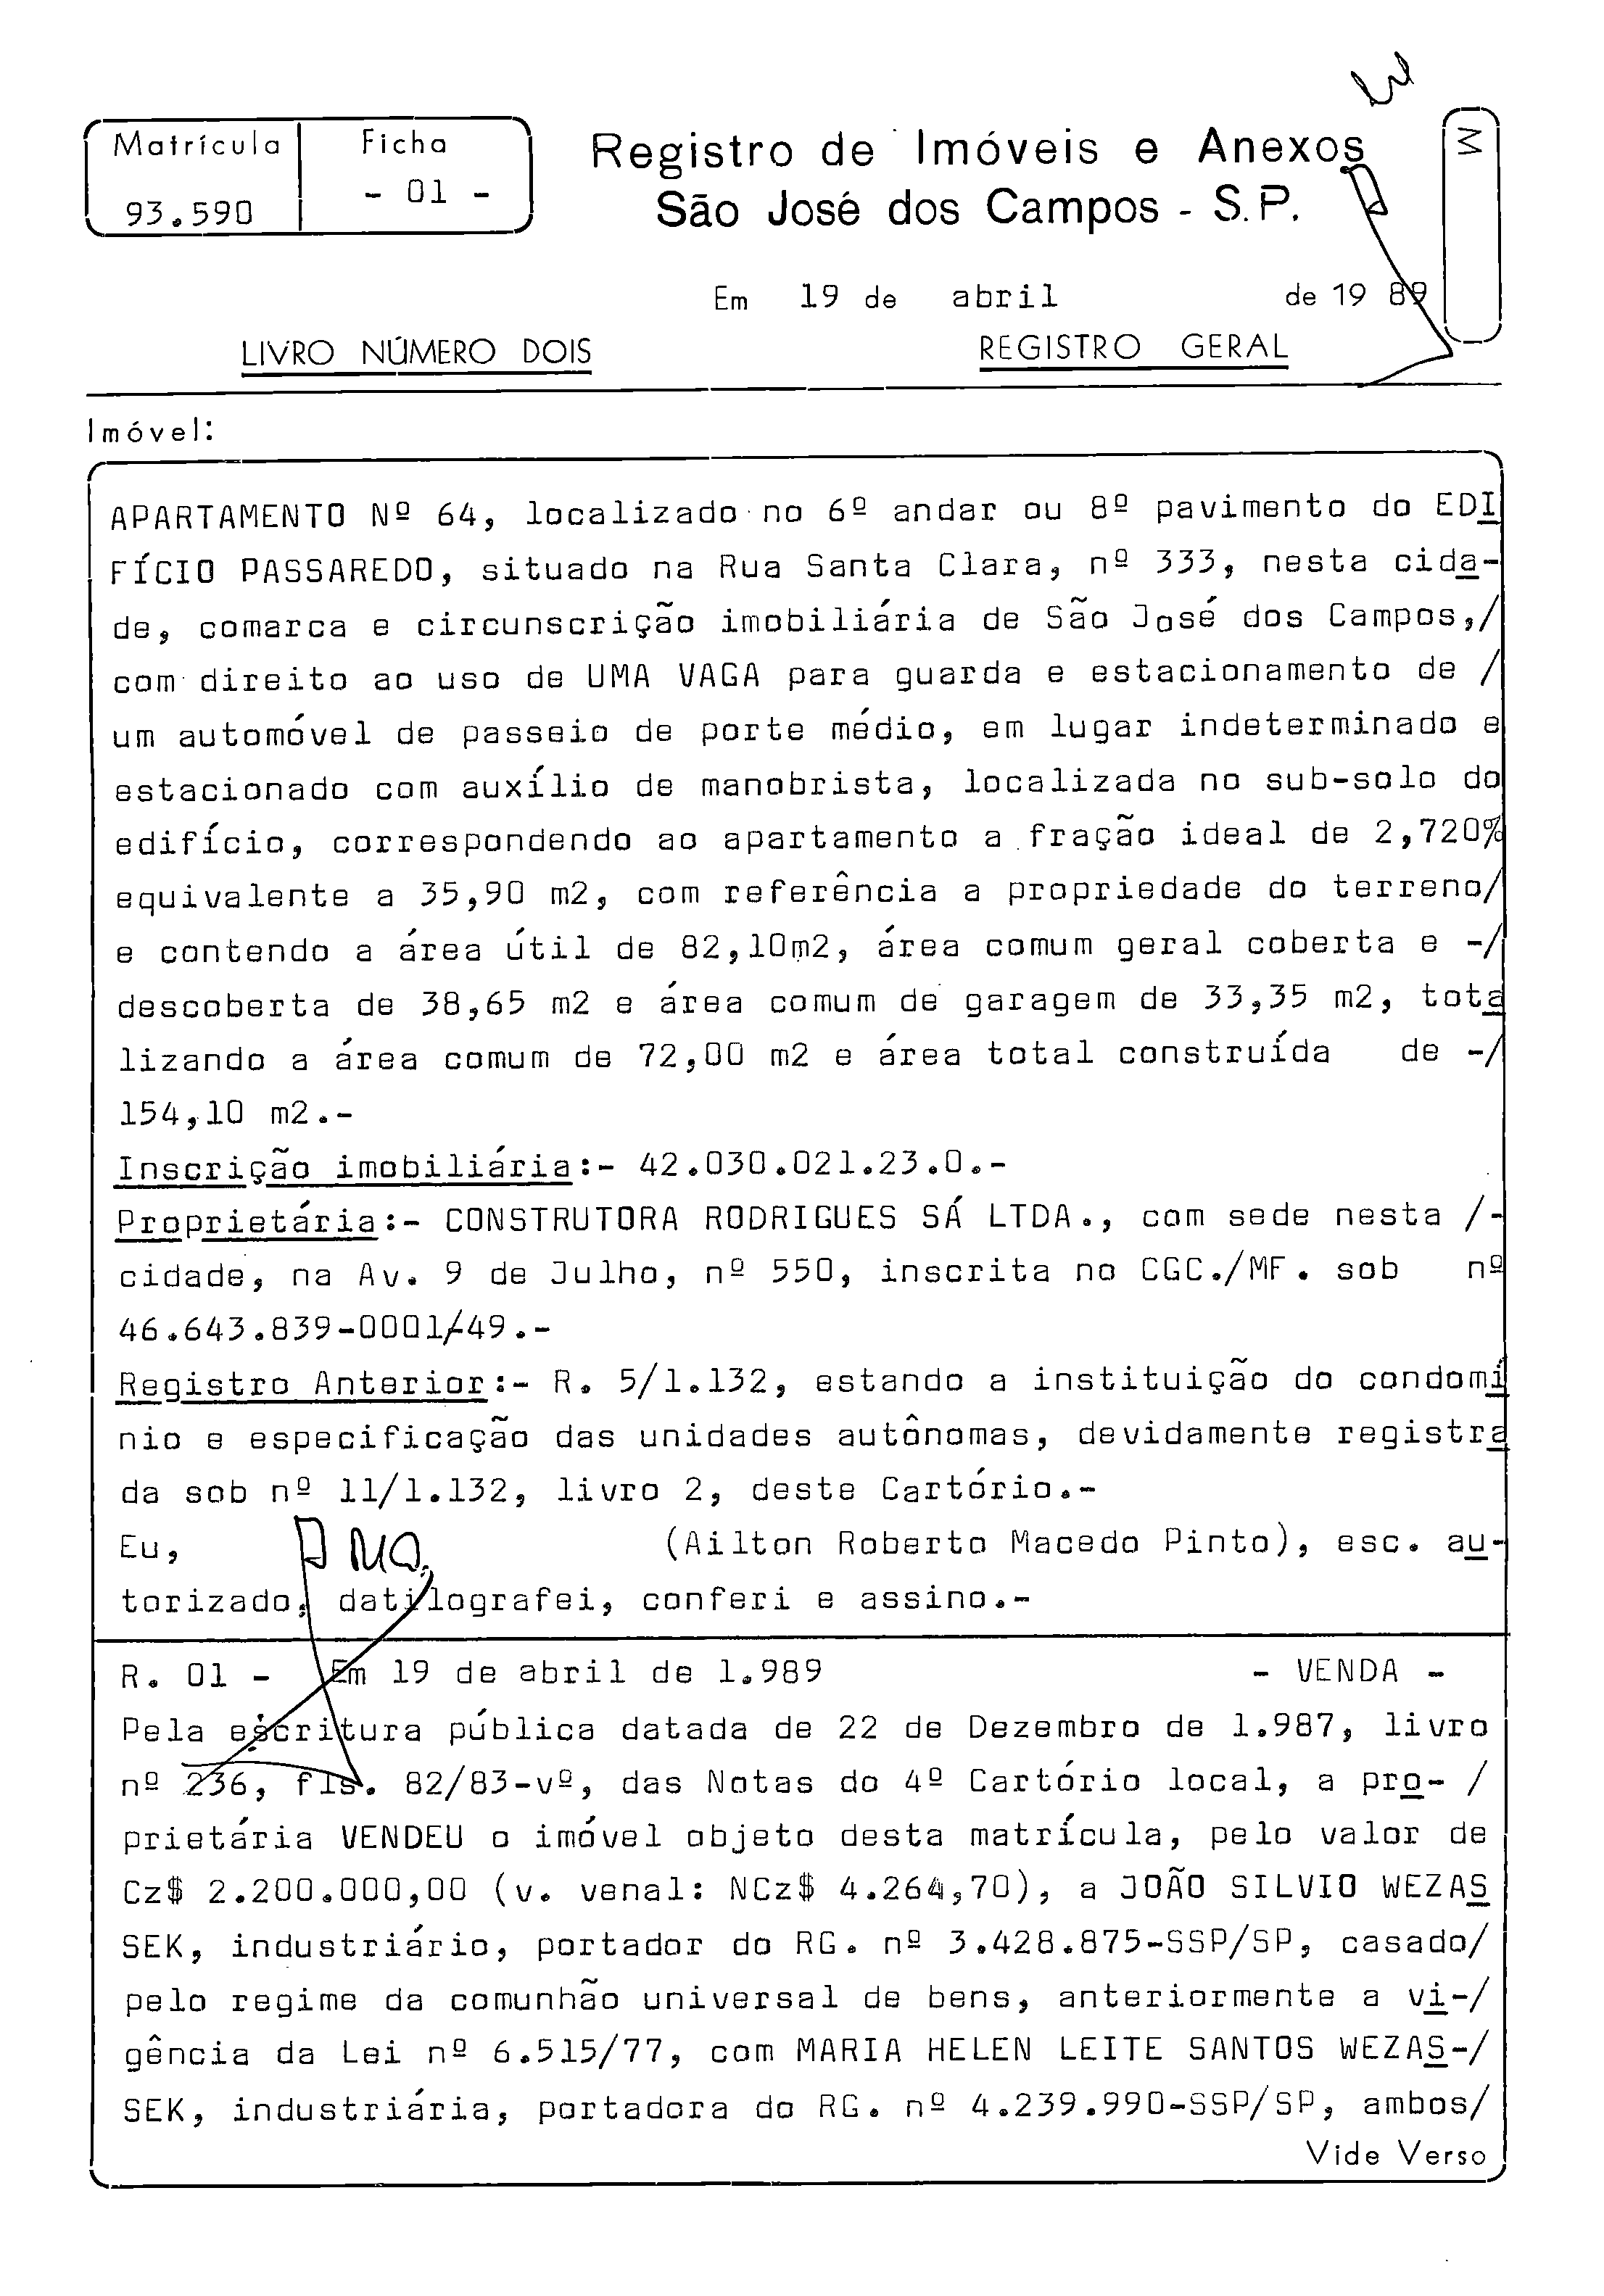 Matrícula
93.590
Ficha
- 01 -
Registro de Imóveis e Anexos
São José dos Campos - S.P.
M
Em 19 de abril de 19 89
LIVRO NÚMERO DOIS
REGISTRO GERAL
Imóvel:
APARTAMENTO Nº 64, localizado no 6º andar ou 8º pavimento do EDI
FÍCIO PASSAREDO, situado na Rua Santa Clara, nº 333, nesta cida-
de, comarca e circunscrição imobiliária de São José dos Campos,/
com direito ao uso de UMA VAGA para guarda e estacionamento de /
um automóvel de passeio de porte médio, em lugar indeterminado e
estacionado com auxílio de manobrista, localizada no sub-solo do
edifício, correspondendo ao apartamento a fração ideal de 2,720%
equivalente a 35,90 m2, com referência a propriedade do terreno/
e contendo a área útil de 82,10m2, área comum geral coberta e -/
descoberta de 38,65 m2 e área comum de garagem de 33,35 m2, tota
lizando a área comum de 72,00 m2 e área total construída de -/
154,10 m2.-
Inscrição imobiliária:- 42.030.021.23.0.-
Proprietária:- CONSTRUTORA RODRIGUES SÁ LTDA., com sede nesta /-
cidade, na Av. 9 de Julho, nº 550, inscrita no CGC./MF. sob nº
46.643.839-0001/49.-
Registro Anterior:- R. 5/1.132, estando a instituição do condomí
nio e especificação das unidades autônomas, devidamente registra
da sob nº 11/1.132, livro 2, deste Cartório.-
Eu, (Ailton Roberto Macedo Pinto), esc. au-
torizado, datilografei, conferi e assino.-
R. 01 - Em 19 de abril de 1.989 - VENDA -
Pela escritura pública datada de 22 de Dezembro de 1.987, livro
nº 236, fls. 82/83-vº, das Notas do 4º Cartório local, a pro- /
prietária VENDEU o imóvel objeto desta matrícula, pelo valor de
Cz$ 2.200.000,00 (v. venal: NCz$ 4.264,70), a JOÃO SILVIO WEZAS
SEK, industriário, portador do RG. nº 3.428.875-SSP/SP, casado/
pelo regime da comunhão universal de bens, anteriormente a vi-/
gência da Lei nº 6.515/77, com MARIA HELEN LEITE SANTOS WEZAS-/
SEK, industriária, portadora do RG. nº 4.239.990-SSP/SP, ambos/
Vide Verso